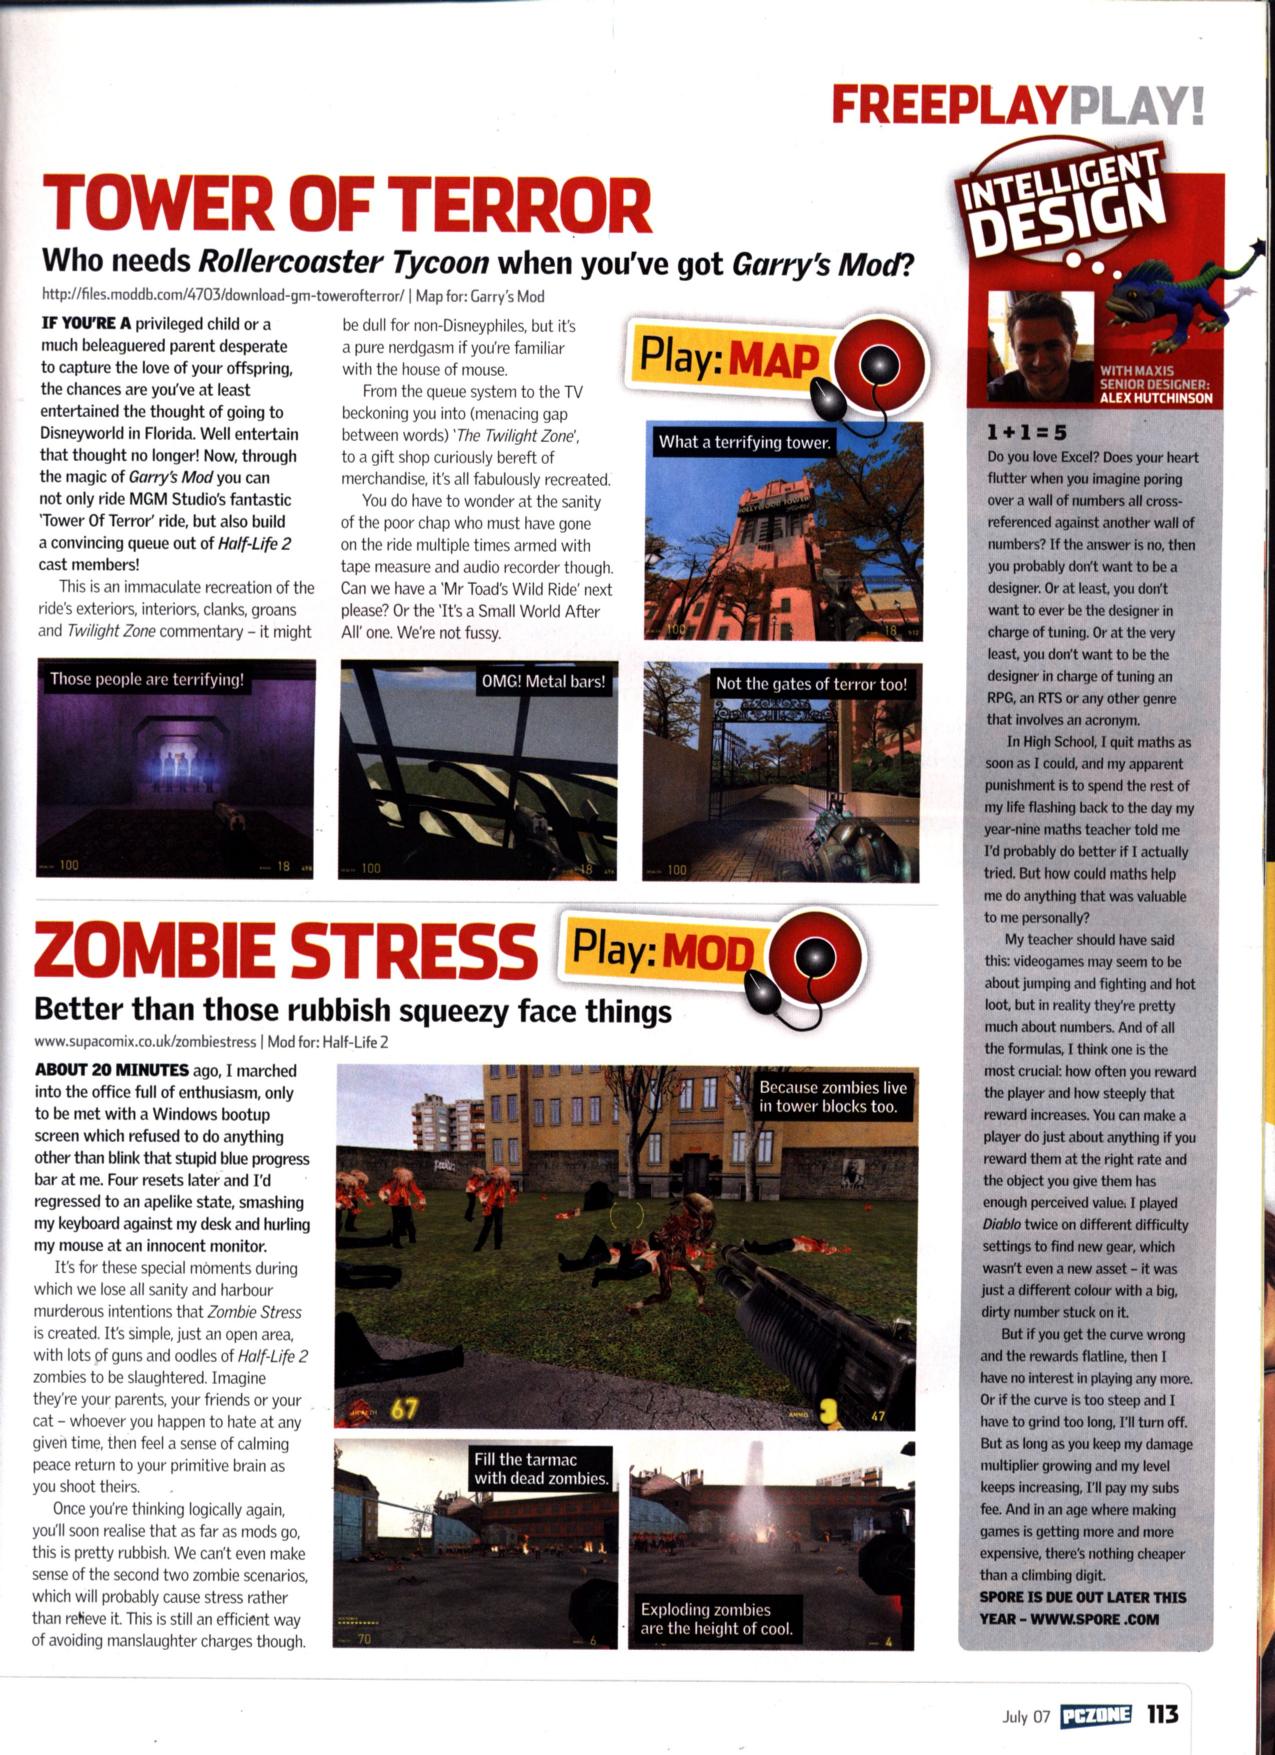 FREEPLAYPLAY!
TOWER OF TERROR
Who needs Rollercoaster Tycoon when you've got Garry's Mod?
http://files.moddb.com/4703/download-gm-towerofterror/ | Map for: Garry's Mod
IF YOU'RE A privileged child or a
much beleaguered parent desperate
to capture the love of your offspring,
the chances are you've at least
entertained the thought of going to
Disneyworld in Florida. Well entertain
that thought no longer! Now, through
the magic of Garry's Mod you can
not only ride MGM Studio's fantastic
'Tower Of Terror' ride, but also build
a convincing queue out of Half-Life 2
cast members!
This is an immaculate recreation of the
ride's exteriors, interiors, clanks, groans
and Twilight Zone commentary – it might
be dull for non-Disneyphiles, but it's
a pure nerdgasm if you're familiar
with the house of mouse.
From the queue system to the TV
beckoning you into (menacing gap
between words) 'The Twilight Zone',
to a gift shop curiously bereft of
merchandise, it's all fabulously recreated.
You do have to wonder at the sanity
of the poor chap who must have gone
on the ride multiple times armed with
tape measure and audio recorder though.
Can we have a 'Mr Toad's Wild Ride' next
please? Or the 'It's a Small World After
All' one. We're not fussy.
Play: MAP
What a terrifying tower.
HOLLYWOOD TOWER
100
18
Those people are terrifying!
100
18
OMG! Metal bars!
100
18
Not the gates of terror too!
100
ZOMBIE STRESS
Play: MOD
Better than those rubbish squeezy face things
www.supacomix.co.uk/zombiestress | Mod for: Half-Life 2
ABOUT 20 MINUTES ago, I marched
into the office full of enthusiasm, only
to be met with a Windows bootup
screen which refused to do anything
other than blink that stupid blue progress
bar at me. Four resets later and I'd
regressed to an apelike state, smashing
my keyboard against my desk and hurling
my mouse at an innocent monitor.
It's for these special moments during
which we lose all sanity and harbour
murderous intentions that Zombie Stress
is created. It's simple, just an open area,
with lots of guns and oodles of Half-Life 2
zombies to be slaughtered. Imagine
they're your parents, your friends or your
cat – whoever you happen to hate at any
given time, then feel a sense of calming
peace return to your primitive brain as
you shoot theirs.
Once you're thinking logically again,
you'll soon realise that as far as mods go,
this is pretty rubbish. We can't even make
sense of the second two zombie scenarios,
which will probably cause stress rather
than relieve it. This is still an efficient way
of avoiding manslaughter charges though.
Because zombies live
in tower blocks too.
HEALTH 67
AMMO 3 47
Fill the tarmac
with dead zombies.
70
6
Exploding zombies
are the height of cool.
4
INTELLIGENT
DESIGN
WITH MAXIS
SENIOR DESIGNER:
ALEX HUTCHINSON
1 + 1 = 5
Do you love Excel? Does your heart
flutter when you imagine poring
over a wall of numbers all cross-
referenced against another wall of
numbers? If the answer is no, then
you probably don't want to be a
designer. Or at least, you don't
want to ever be the designer in
charge of tuning. Or at the very
least, you don't want to be the
designer in charge of tuning an
RPG, an RTS or any other genre
that involves an acronym.
In High School, I quit maths as
soon as I could, and my apparent
punishment is to spend the rest of
my life flashing back to the day my
year-nine maths teacher told me
I'd probably do better if I actually
tried. But how could maths help
me do anything that was valuable
to me personally?
My teacher should have said
this: videogames may seem to be
about jumping and fighting and hot
loot, but in reality they're pretty
much about numbers. And of all
the formulas, I think one is the
most crucial: how often you reward
the player and how steeply that
reward increases. You can make a
player do just about anything if you
reward them at the right rate and
the object you give them has
enough perceived value. I played
Diablo twice on different difficulty
settings to find new gear, which
wasn't even a new asset – it was
just a different colour with a big,
dirty number stuck on it.
But if you get the curve wrong
and the rewards flatline, then I
have no interest in playing any more.
Or if the curve is too steep and I
have to grind too long, I'll turn off.
But as long as you keep my damage
multiplier growing and my level
keeps increasing, I'll pay my subs
fee. And in an age where making
games is getting more and more
expensive, there's nothing cheaper
than a climbing digit.
SPORE IS DUE OUT LATER THIS
YEAR – WWW.SPORE .COM
July 07 PCZONE 113